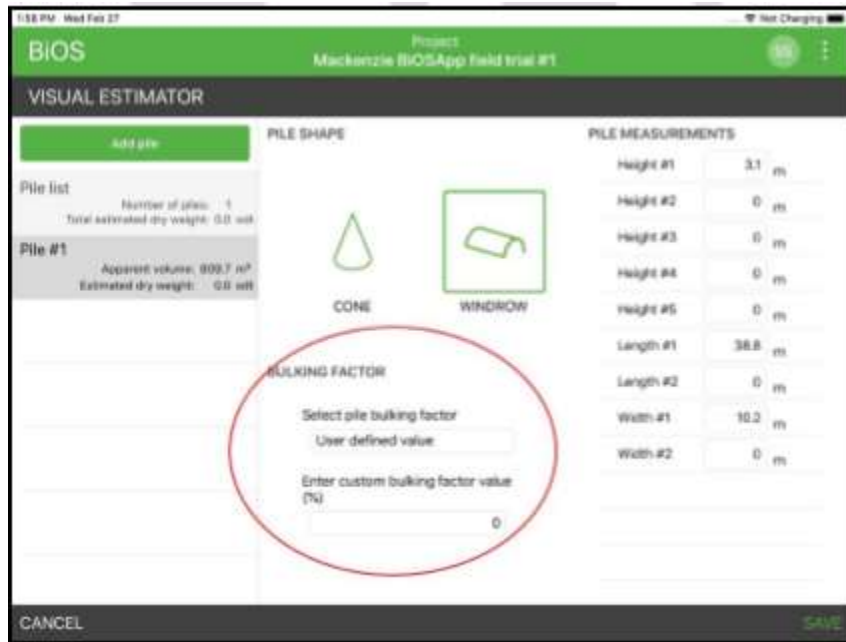 1:58 PM Wed Feb 27
Not Charging
BiOS
Project
Mackenzie BiOSApp field trial #1
VISUAL ESTIMATOR
Add pile
PILE SHAPE
PILE MEASUREMENTS
Pile list
Number of piles: 1
Total estimated dry weight: 0.0 odt
Pile #1
Apparent volume: 809.7 m³
Estimated dry weight: 0.0 odt
CONE
WINDROW
BULKING FACTOR
Select pile bulking factor
User defined value
Enter custom bulking factor value
(%)
0
Height #1 3.1 m
Height #2 0 m
Height #3 0 m
Height #4 0 m
Height #5 0 m
Length #1 38.8 m
Length #2 0 m
Width #1 10.2 m
Width #2 0 m
CANCEL
SAVE